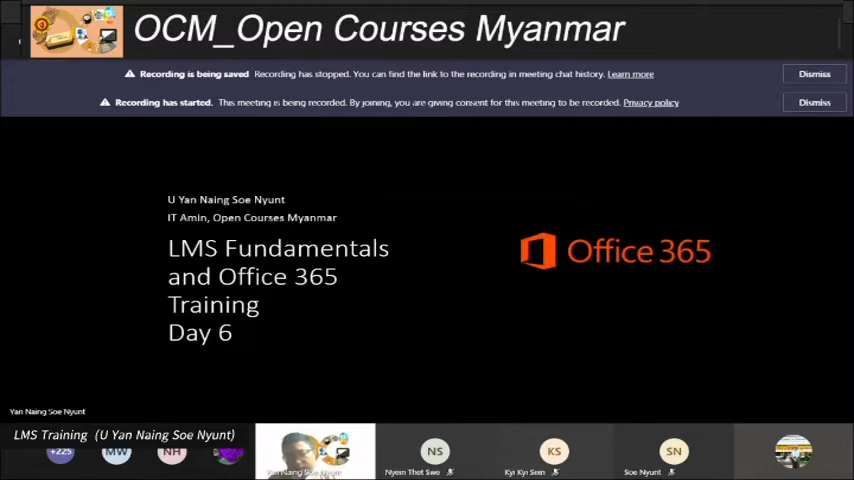 OCM_Open Courses Myanmar
Recording is being saved Recording has stopped. You can find the link to the recording in meeting chat history. Learn more
Dismiss
Recording has started. This meeting is being recorded. By joining, you are giving consent for this meeting to be recorded. Privacy policy
Dismiss
U Yan Naing Soe Nyunt
IT Amin, Open Courses Myanmar
LMS Fundamentals
and Office 365
Training
Day 6
Office 365
Yan Naing Soe Nyunt
LMS Training (U Yan Naing Soe Nyunt)
+225
MW
NH
Yan Naing Soe Nyunt
NS
Nyein Thet Swe
KS
Kyi Kyi Sein
SN
Soe Nyunt